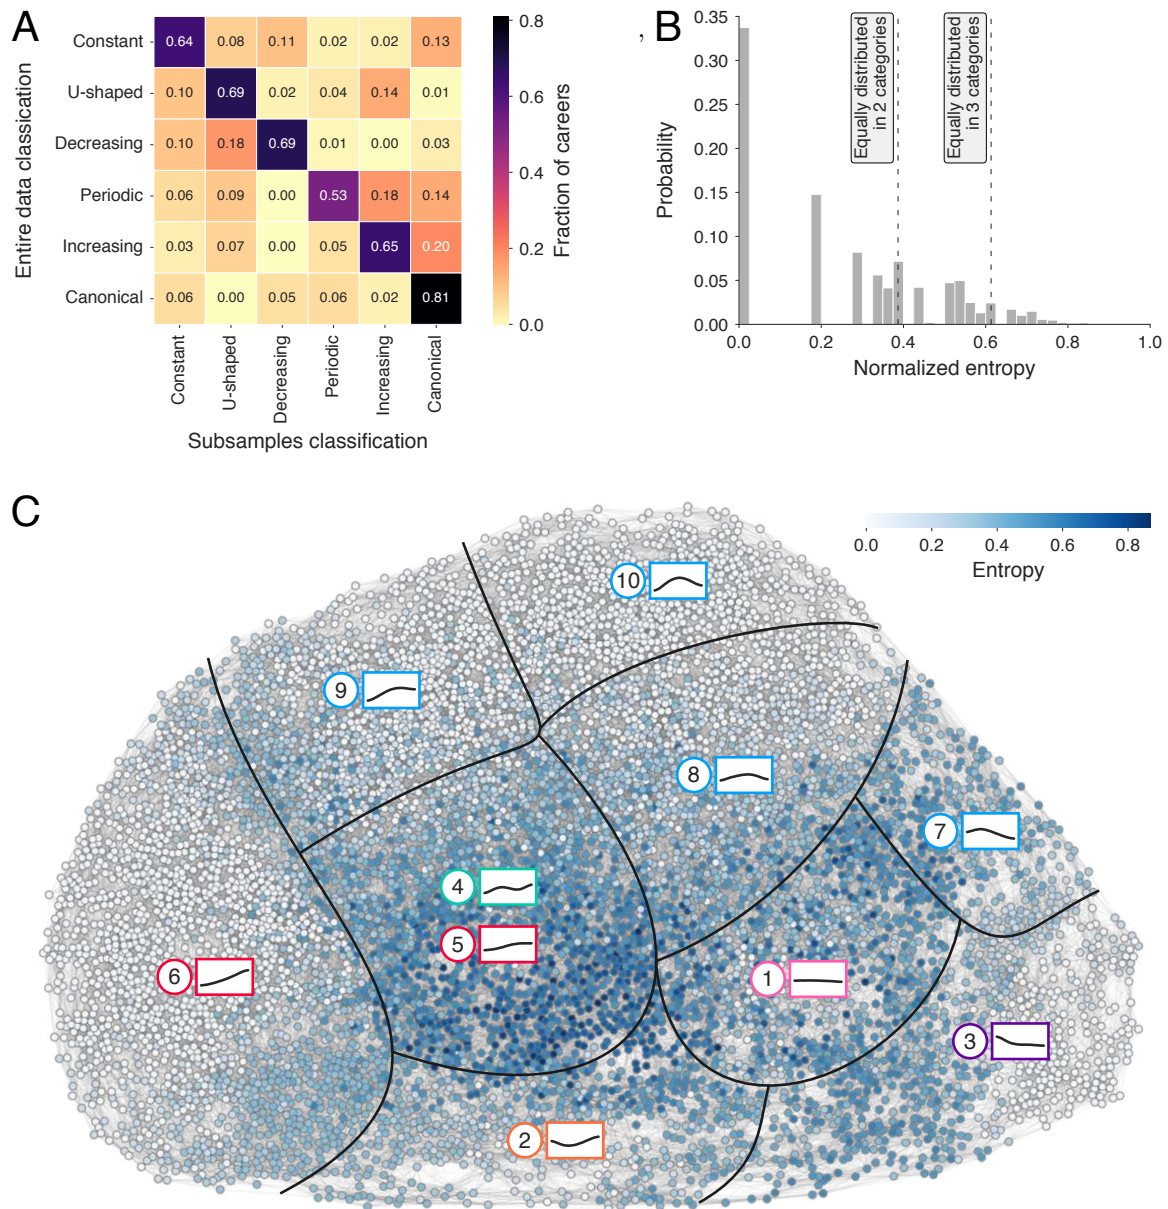 A
Constant
U-shaped
Decreasing
Periodic
Increasing
Canonical
Entire data classication
0.64 0.08 0.11 0.02 0.02 0.13
0.10 0.69 0.02 0.04 0.14 0.01
0.10 0.18 0.69 0.01 0.00 0.03
0.06 0.09 0.00 0.53 0.18 0.14
0.03 0.07 0.00 0.05 0.65 0.20
0.06 0.00 0.05 0.06 0.02 0.81
Constant
U-shaped
Decreasing
Periodic
Increasing
Canonical
Subsamples classification
0.8
0.6
0.4
0.2
0.0
Fraction of careers
, B
0.35
0.30
0.25
0.20
0.15
0.10
0.05
0.00
Probability
Equally distributed
in 2 categories
Equally distributed
in 3 categories
0.0 0.2 0.4 0.6 0.8 1.0
Normalized entropy
C
0.0 0.2 0.4 0.6 0.8
Entropy
10
9
8
7
4
5
6
1
3
2